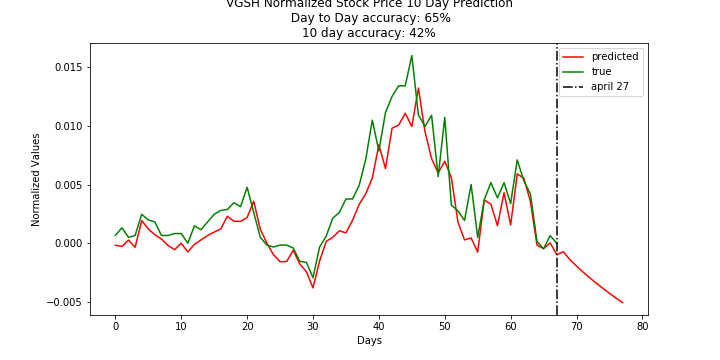 VGSH Normalized Stock Price 10 Day Prediction
Day to Day accuracy: 65%
10 day accuracy: 42%
predicted
true
april 27
0.015
0.010
0.005
0.000
−0.005
Normalized Values
0 10 20 30 40 50 60 70 80
Days